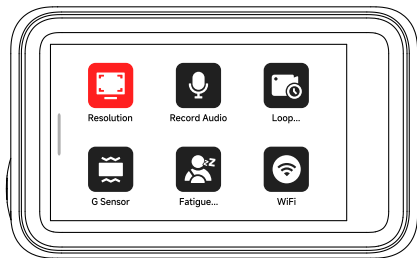 Resolution
Record Audio
Loop...
G Sensor
Fatigue...
WiFi